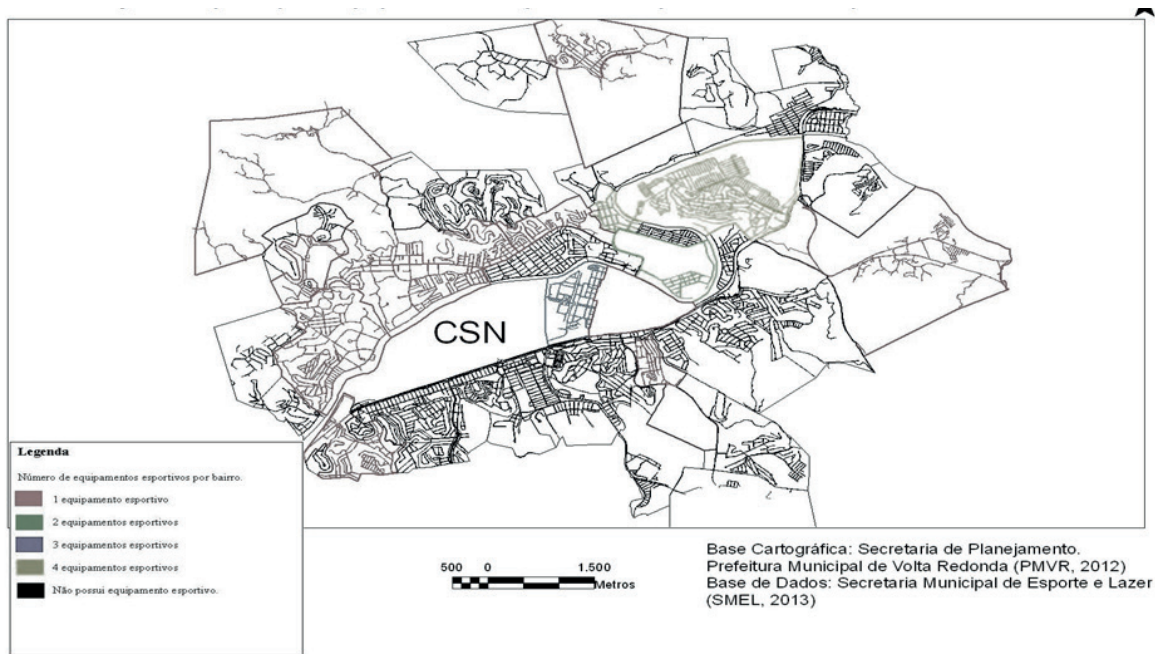 CSN
Legenda
Número de equipamentos esportivos por bairro.
1 equipamento esportivo
2 equipamentos esportivos
3 equipamentos esportivos
4 equipamentos esportivos
Não possui equipamento esportivo.
500 0 1.500
Metros
Base Cartográfica: Secretaria de Planejamento.
Prefeitura Municipal de Volta Redonda (PMVR, 2012)
Base de Dados: Secretaria Municipal de Esporte e Lazer
(SMEL, 2013)